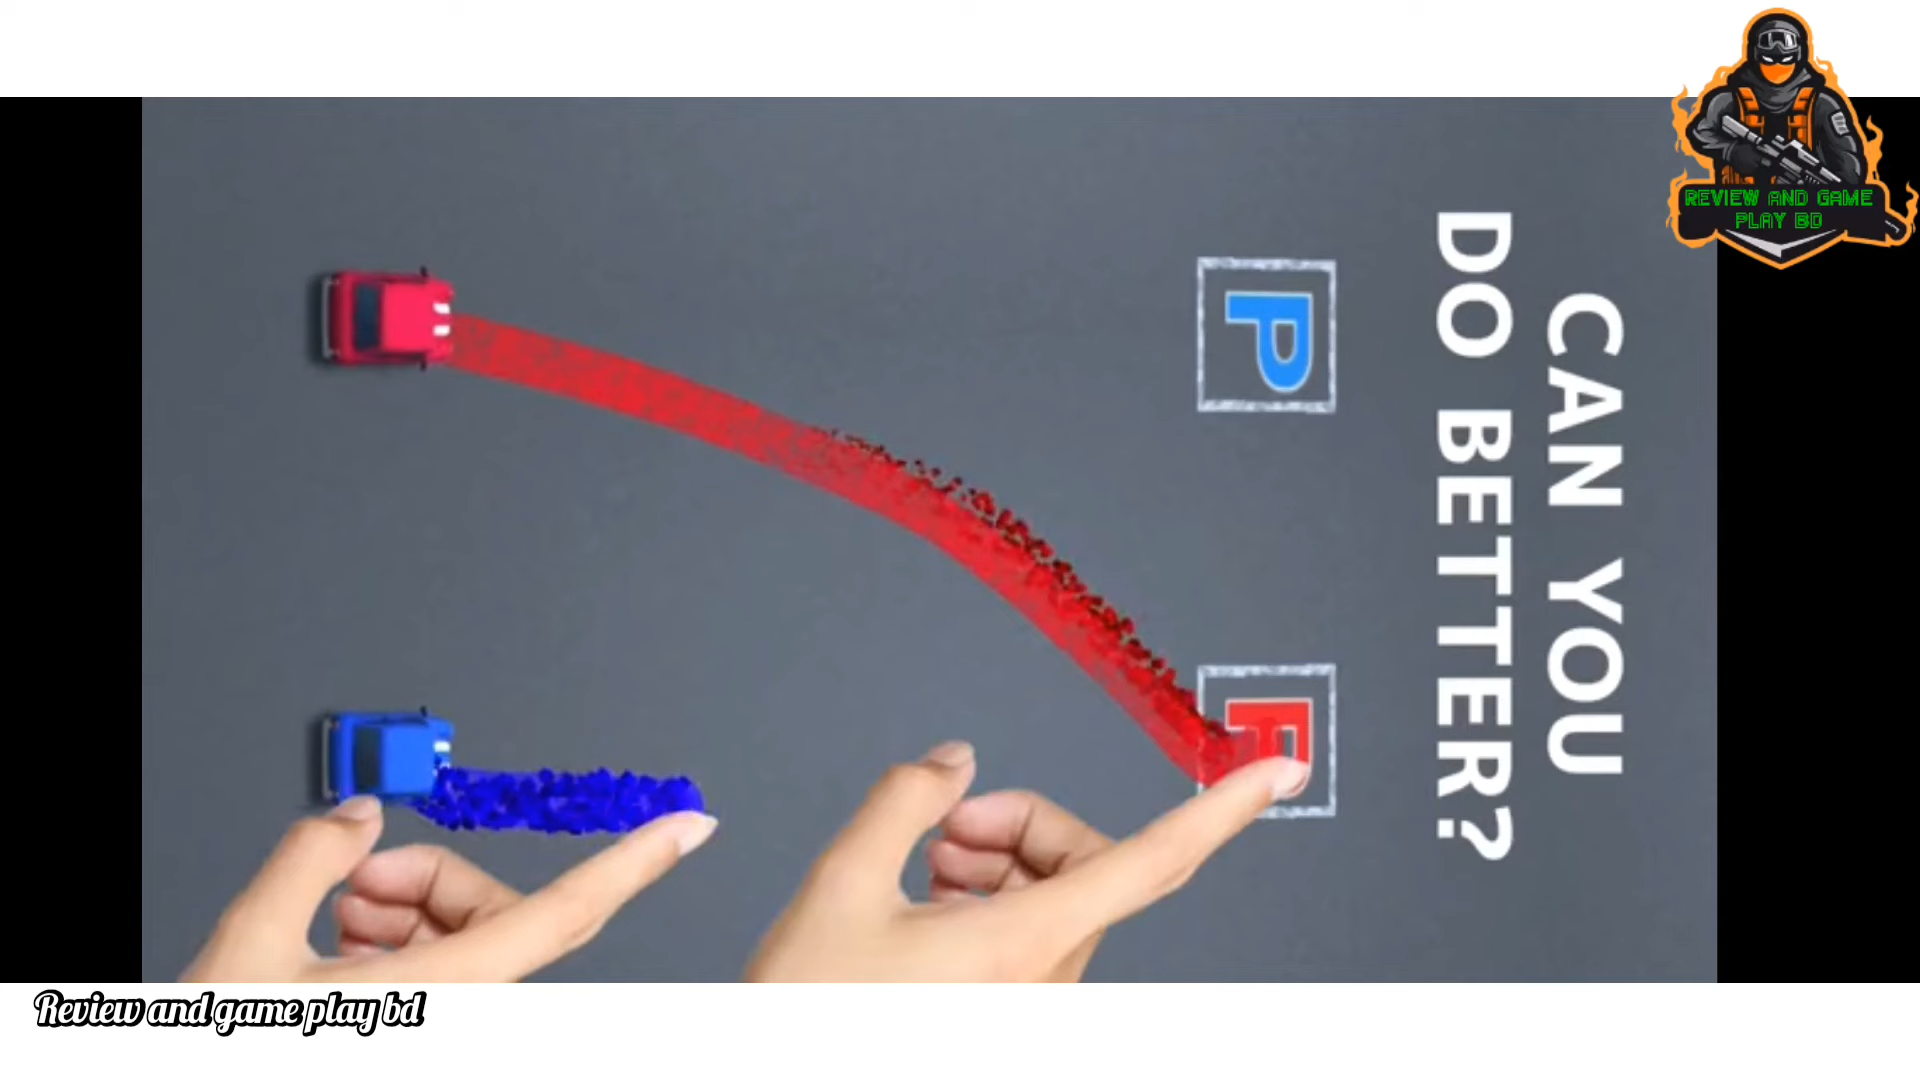 REVIEW AND GAME
PLAY BD
CAN YOU
DO BETTER?
P
P
Review and game play bd